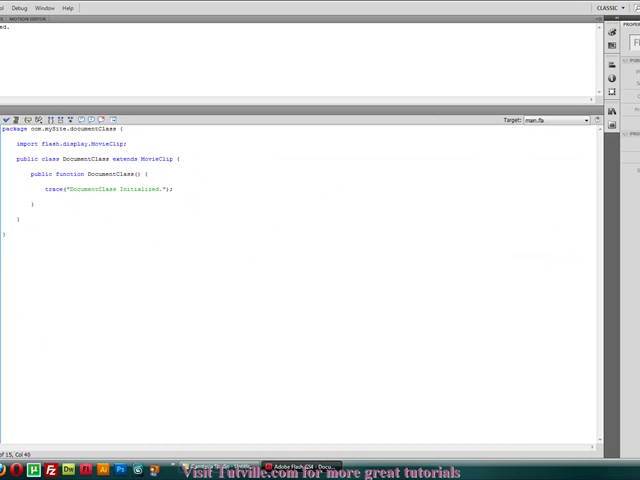 Debug Window Help CLASSIC
MOTION EDITOR
ed.
PROPER
Target: main.fla
package com.mySite.documentClass {
import flash.display.MovieClip;
public class DocumentClass extends MovieClip {
public function DocumentClass() {
trace("DocumentClass Initialized.");
}
}
}
of 15, Col 40
Adobe Flash CS4 - Docu...
Visit Tutville.com for more great tutorials